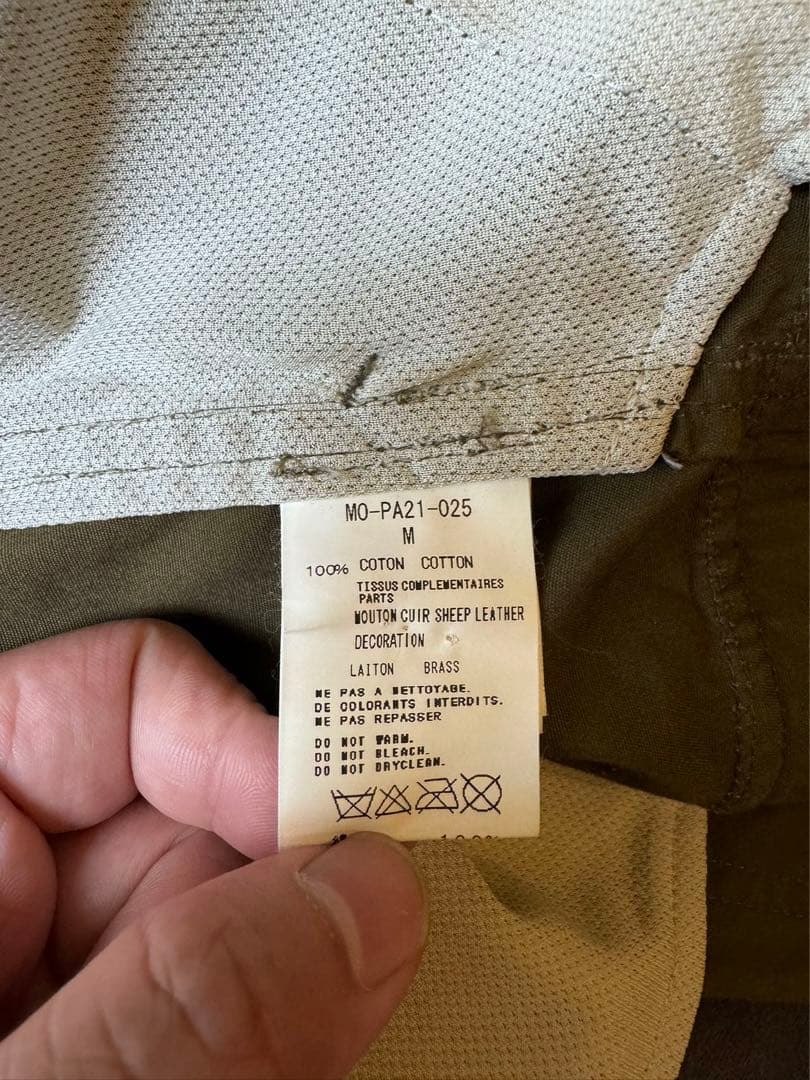 MO-PA21-025
M
100% COTON COTTON
TISSUS COMPLEMENTAIRES
PARTS
MOUTON CUIR SHEEP LEATHER
DECORATION
LAITON BRASS
NE PAS A NETTOYAGE.
DE COLORANTS INTERDITS.
NE PAS REPASSER
DO NOT WARM.
DO NOT BLEACH.
DO NOT DRYCLEAN.
100%